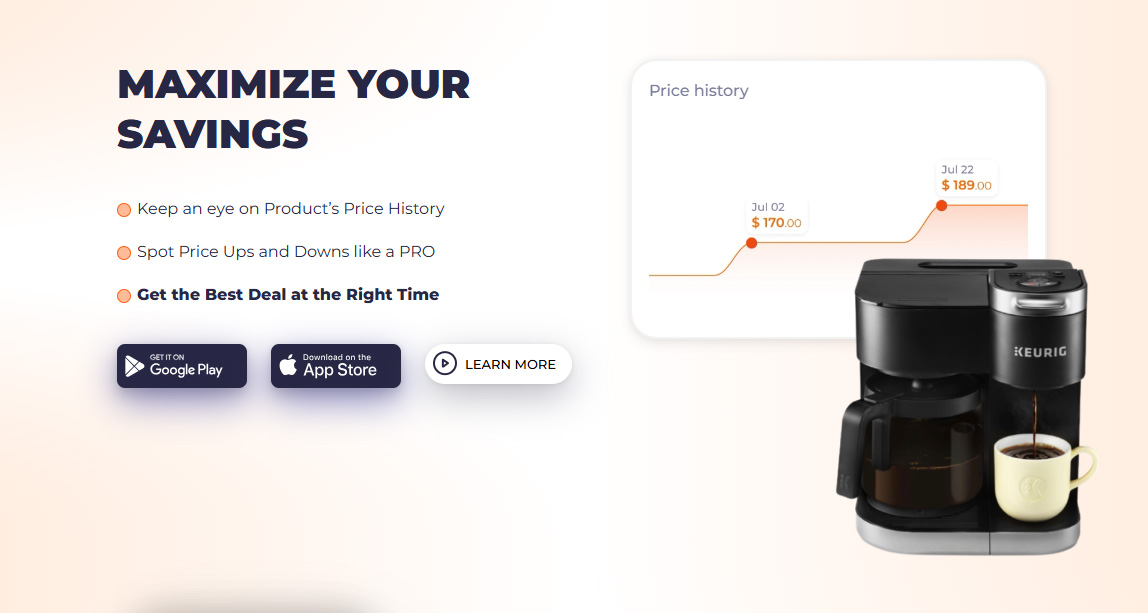 MAXIMIZE YOUR
SAVINGS
Keep an eye on Product’s Price History
Spot Price Ups and Downs like a PRO
Get the Best Deal at the Right Time
GET IT ON
Google Play
Download on the
App Store
LEARN MORE
Price history
Jul 02
$ 170.00
Jul 22
$ 189.00
KEURIG